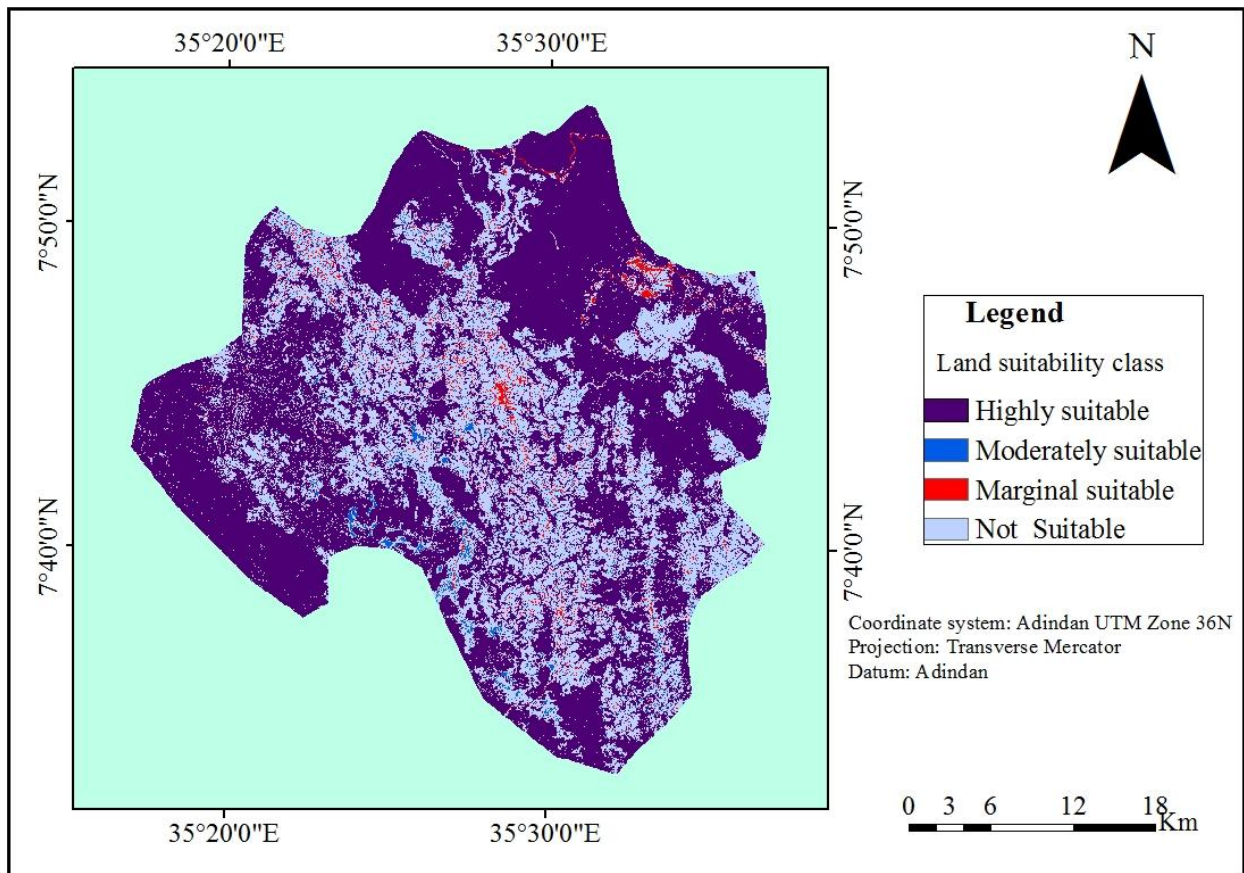 35°20'0"E 35°30'0"E
N
7°50'0"N 7°50'0"N
Legend
Land suitability class
Highly suitable
Moderately suitable
Marginal suitable
Not Suitable
7°40'0"N 7°40'0"N
Coordinate system: Adindan UTM Zone 36N
Projection: Transverse Mercator
Datum: Adindan
0 3 6 12 18
Km
35°20'0"E 35°30'0"E